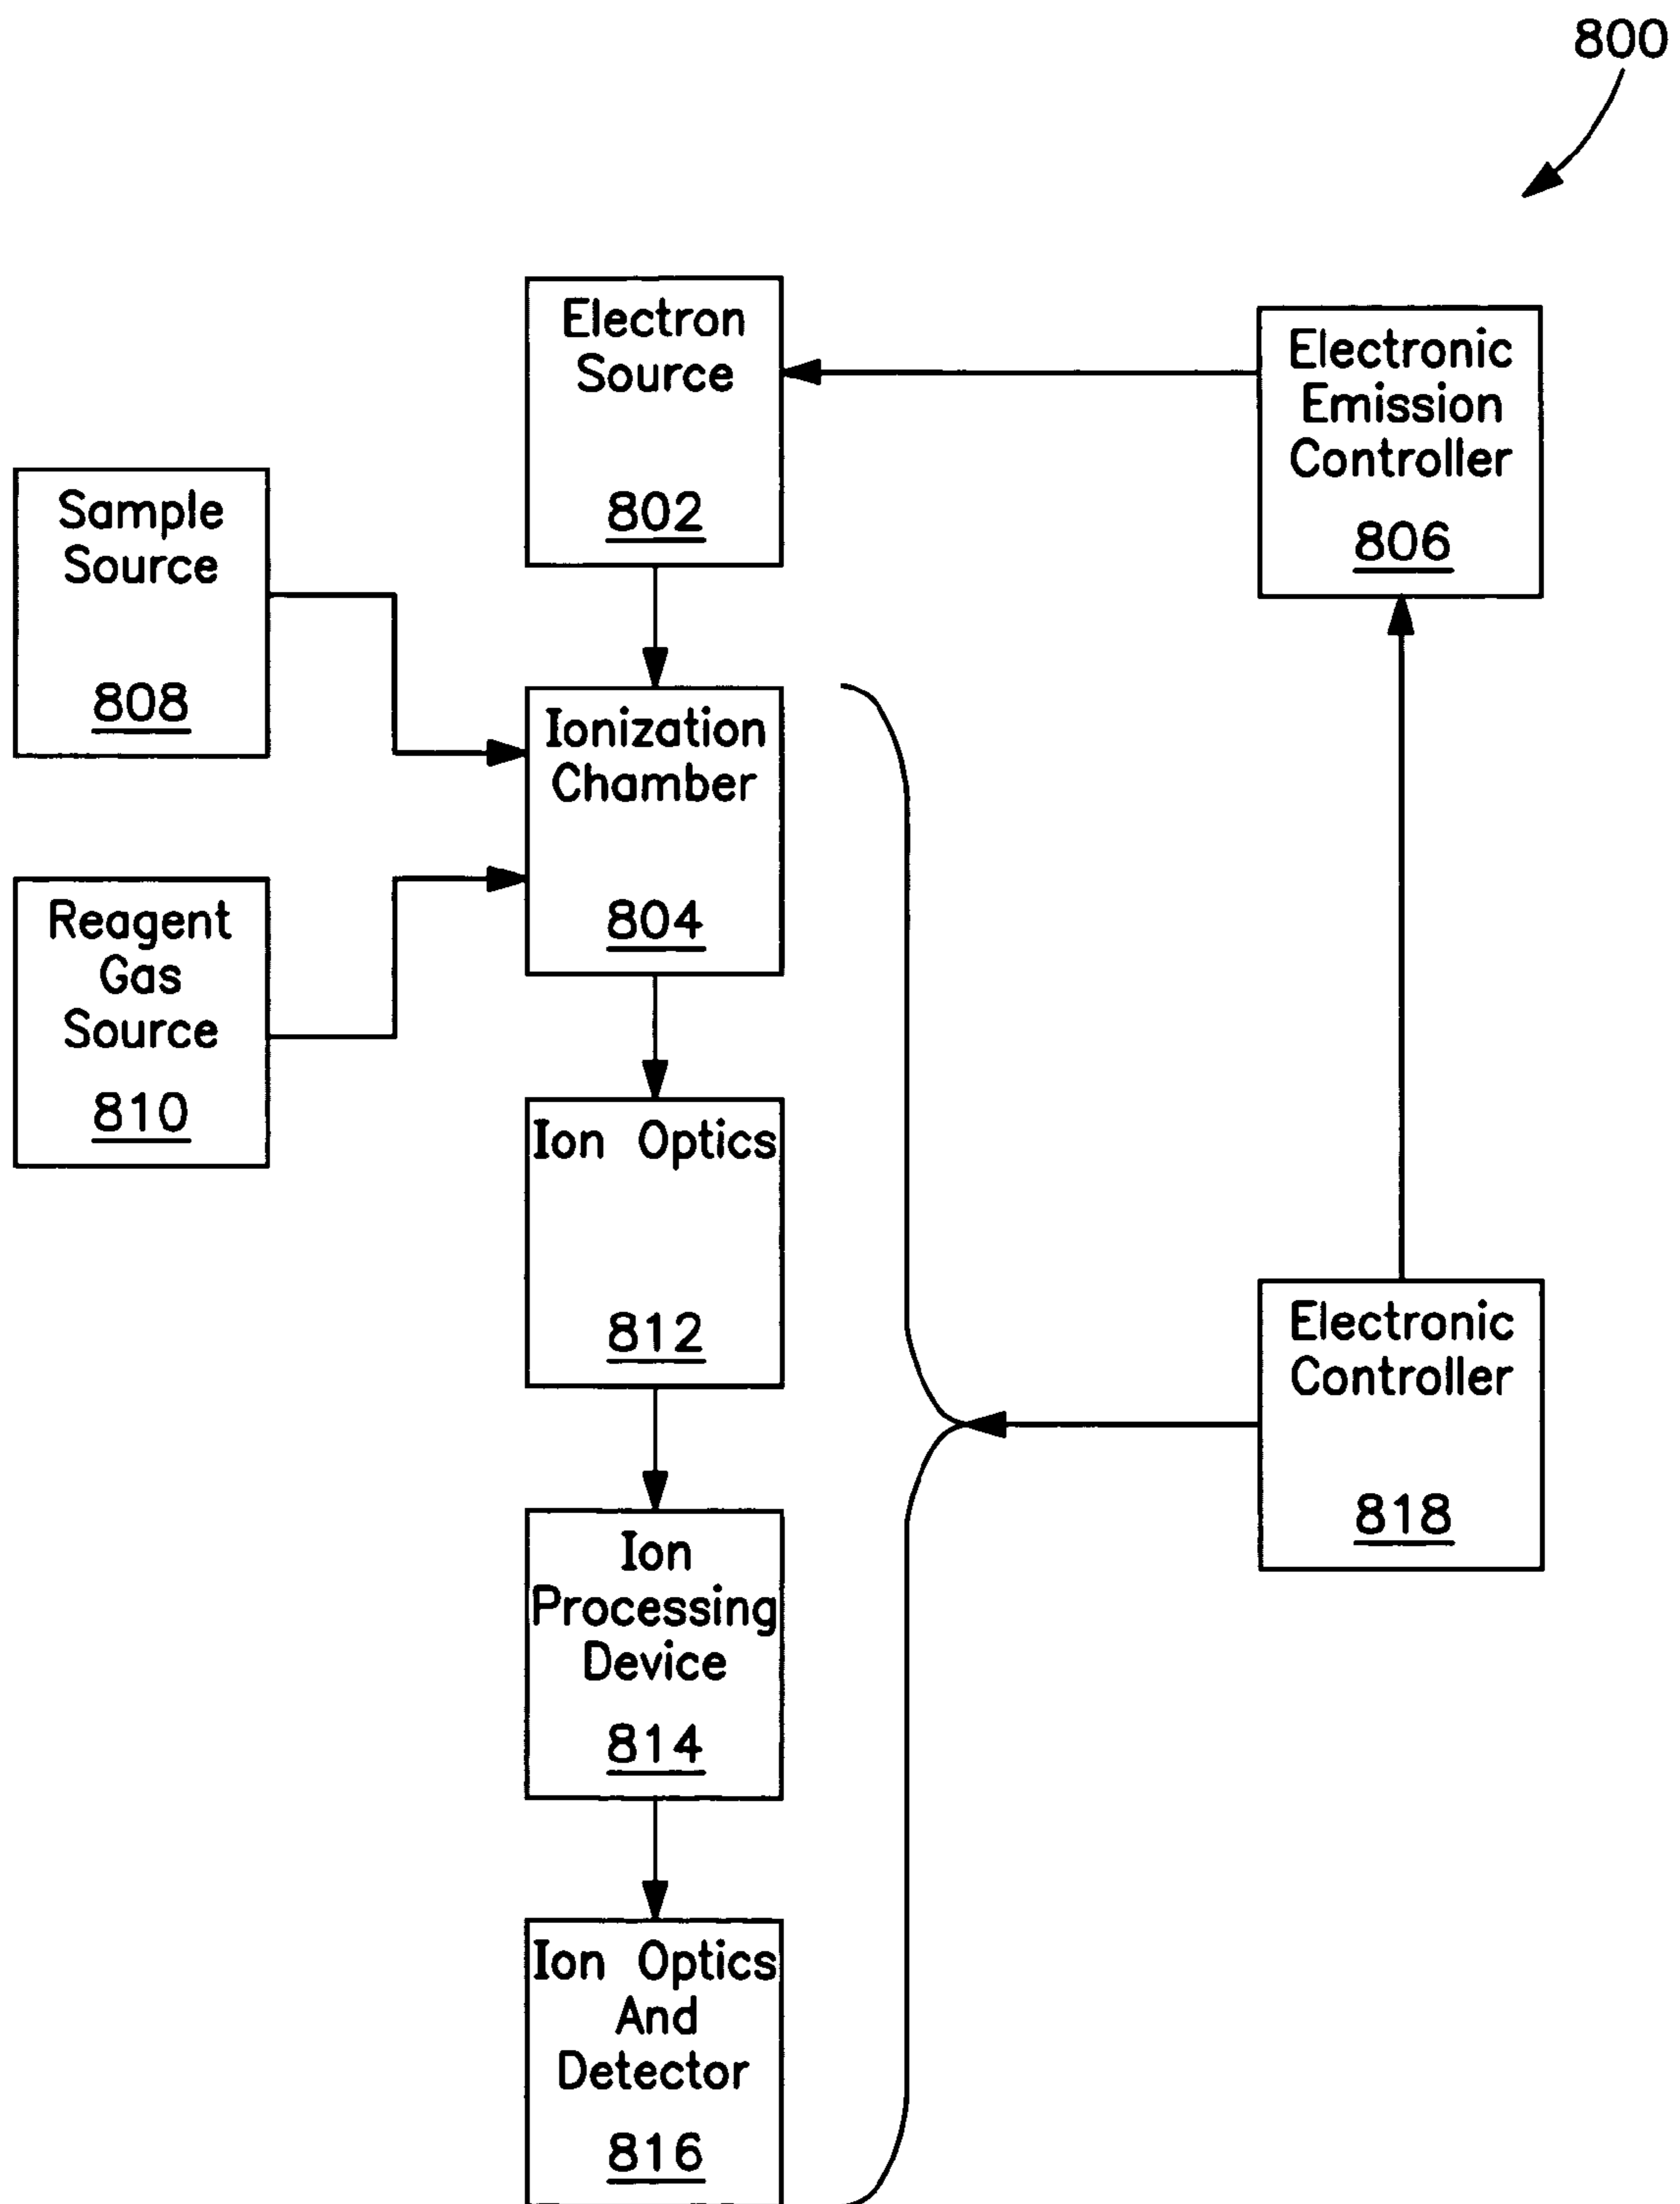 800
Electron
Source
802
Electronic
Emission
Controller
806
Sample
Source
808
Ionization
Chamber
804
Reagent
Gas
Source
810
Ion Optics
812
Electronic
Controller
818
Ion
Processing
Device
814
Ion Optics
And
Detector
816